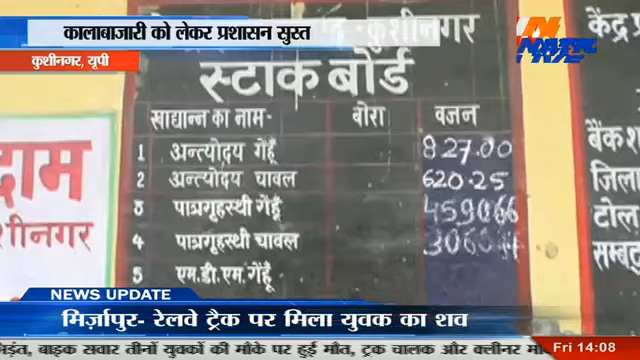 कालाबाजारी को लेकर प्रशासन सुस्त
कुशीनगर, यूपी
कुशीनगर
स्टाक बोर्ड
खाद्यान्न का नाम- बोरा वजन
1 अन्त्योदय गेहूँ 827.00
2 अन्त्योदय चावल 620.25
3 पात्रगृहस्थी गेंहूँ
4 पात्रगृहस्थी चावल
5 एम.डी.एम.गेंहूँ
दाम
शीनगर
केंद्र
बैंक
जिला
टोल
सम्ब
NEWS UPDATE
मिर्ज़ापुर- रेलवे ट्रैक पर मिला युवक का शव
भिड़ंत, बाइक सवार तीनों युवकों की मौके पर हुई मौत, ट्रक चालक और क्लीनर
Fri 14:08